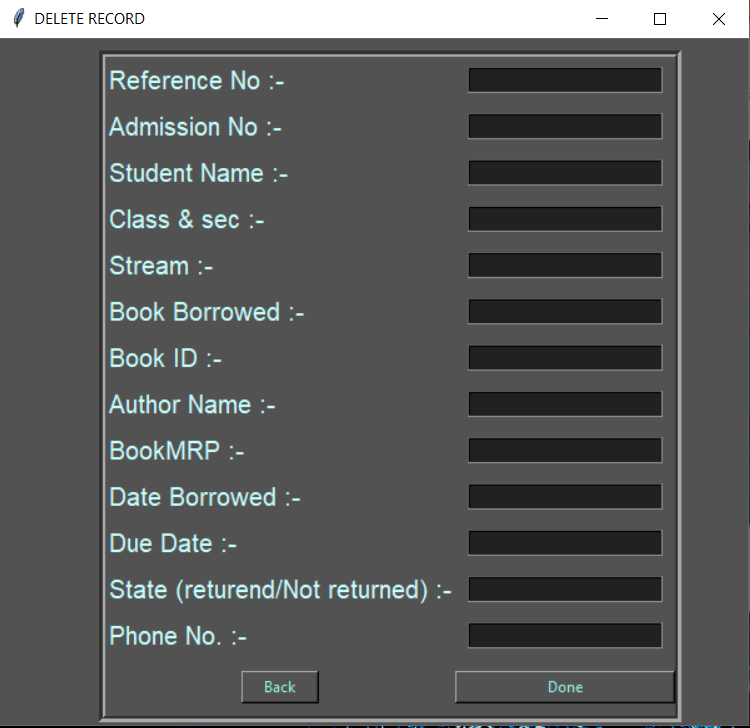 DELETE RECORD
Reference No :-
Admission No :-
Student Name :-
Class & sec :-
Stream :-
Book Borrowed :-
Book ID :-
Author Name :-
BookMRP :-
Date Borrowed :-
Due Date :-
State (returend/Not returned) :-
Phone No. :-
Back Done